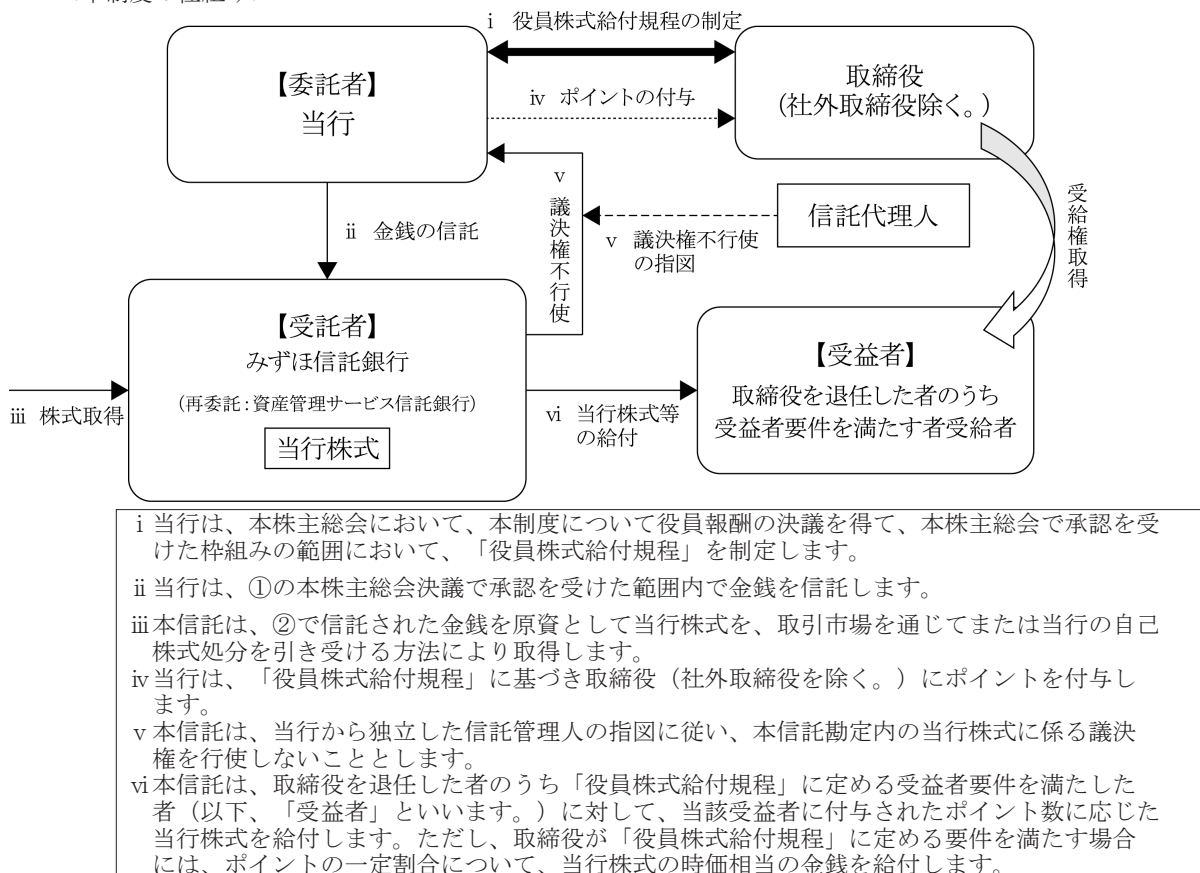 i 役員株式給付規程の制定
【委託者】
当行
取締役
(社外取締役除く。)
iv ポイントの付与
v 議決権不行使
信託代理人
v 議決権不行使
の指図
受給権取得
ii 金銭の信託
【受託者】
みずほ信託銀行
(再委託:資産管理サービス信託銀行)
当行株式
iii 株式取得
vi 当行株式等
の給付
【受益者】
取締役を退任した者のうち
受益者要件を満たす者受給者
i 当行は、本株主総会において、本制度について役員報酬の決議を得て、本株主総会で承認を受
けた枠組みの範囲において、「役員株式給付規程」を制定します。
ii 当行は、①の本株主総会決議で承認を受けた範囲内で金銭を信託します。
iii 本信託は、②で信託された金銭を原資として当行株式を、取引市場を通じてまたは当行の自己
株式処分を引き受ける方法により取得します。
iv 当行は、「役員株式給付規程」に基づき取締役(社外取締役を除く。)にポイントを付与し
ます。
v 本信託は、当行から独立した信託管理人の指図に従い、本信託勘定内の当行株式に係る議決
権を行使しないこととします。
vi 本信託は、取締役を退任した者のうち「役員株式給付規程」に定める受益者要件を満たした
者(以下、「受益者」といいます。)に対して、当該受益者に付与されたポイント数に応じた
当行株式を給付します。ただし、取締役が「役員株式給付規程」に定める要件を満たす場合
には、ポイントの一定割合について、当行株式の時価相当の金銭を給付します。